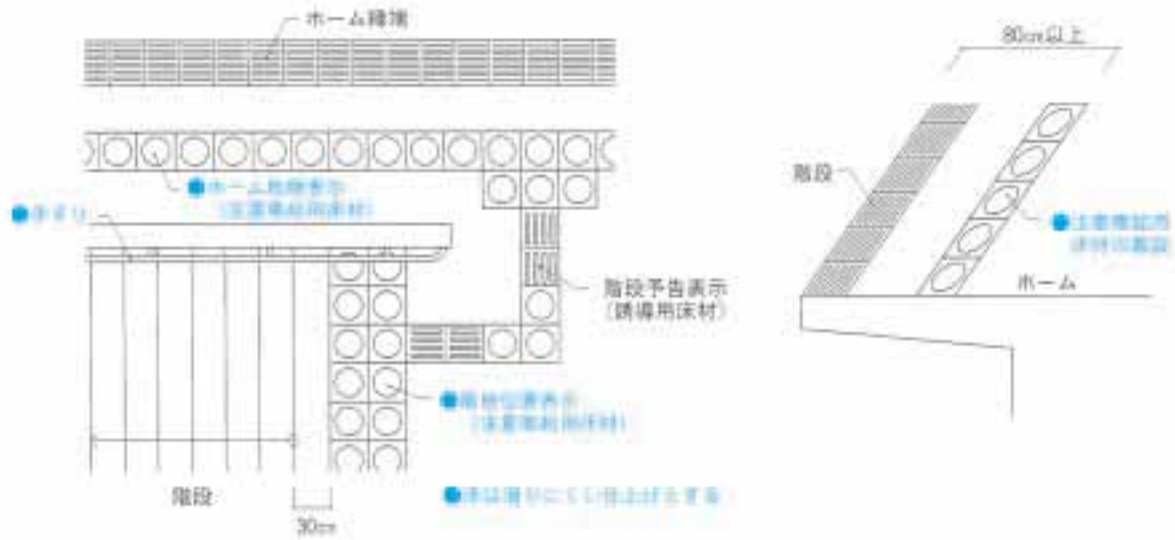 ホーム縁端
80cm以上
●ホーム縁端表示
(注意喚起用床材)
●手すり
階段
●注意喚起用
床材の敷設
ホーム
階段予告表示
(誘導用床材)
●階段位置表示
(注意喚起用床材)
階段
●床は滑りにくい仕上げとする
30cm